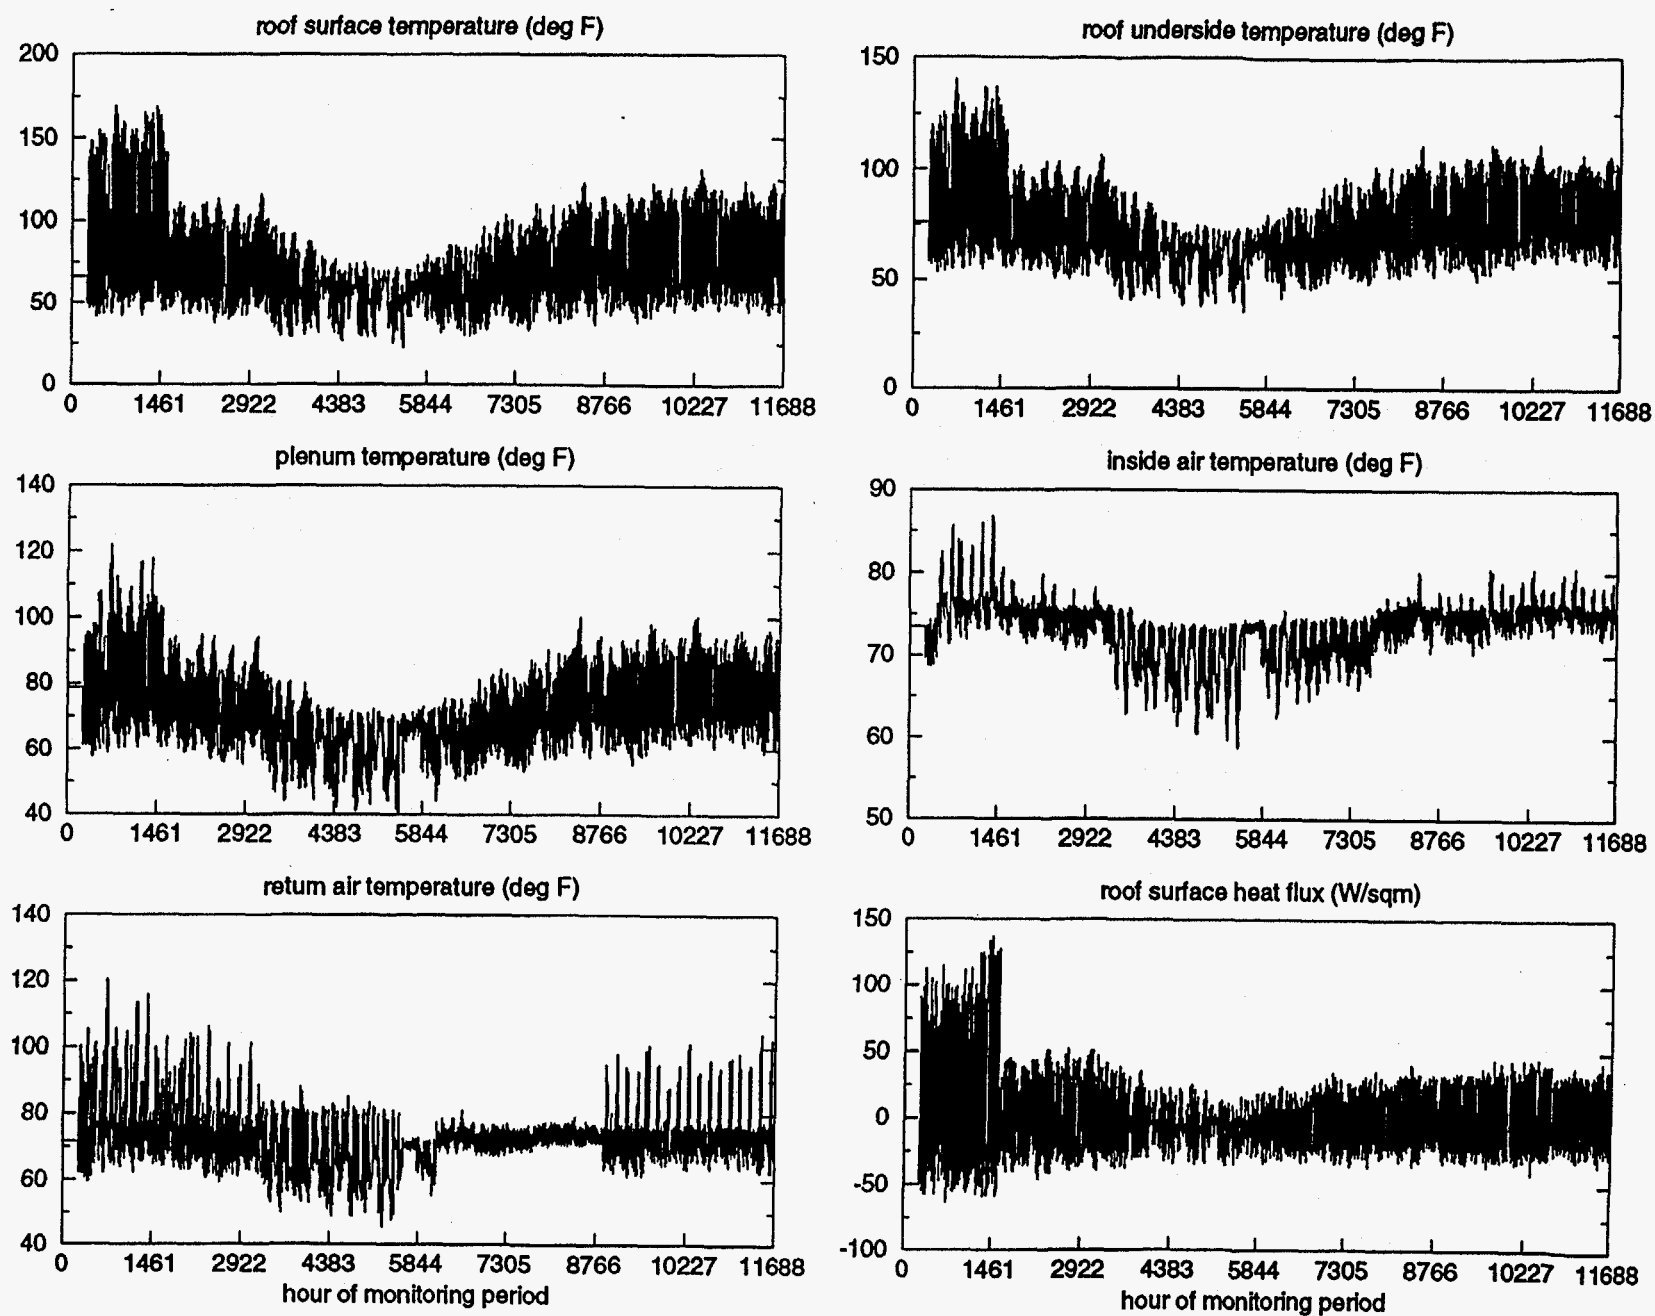 roof surface temperature (deg F)
200
150
100
50
0
0 1461 2922 4383 5844 7305 8766 10227 11688
roof underside temperature (deg F)
150
100
50
0
0 1461 2922 4383 5844 7305 8766 10227 11688
plenum temperature (deg F)
140
120
100
80
60
40
0 1461 2922 4383 5844 7305 8766 10227 11688
inside air temperature (deg F)
90
80
70
60
50
0 1461 2922 4383 5844 7305 8766 10227 11688
return air temperature (deg F)
140
120
100
80
60
40
0 1461 2922 4383 5844 7305 8766 10227 11688
hour of monitoring period
roof surface heat flux (W/sqm)
150
100
50
0
-50
-100
0 1461 2922 4383 5844 7305 8766 10227 11688
hour of monitoring period